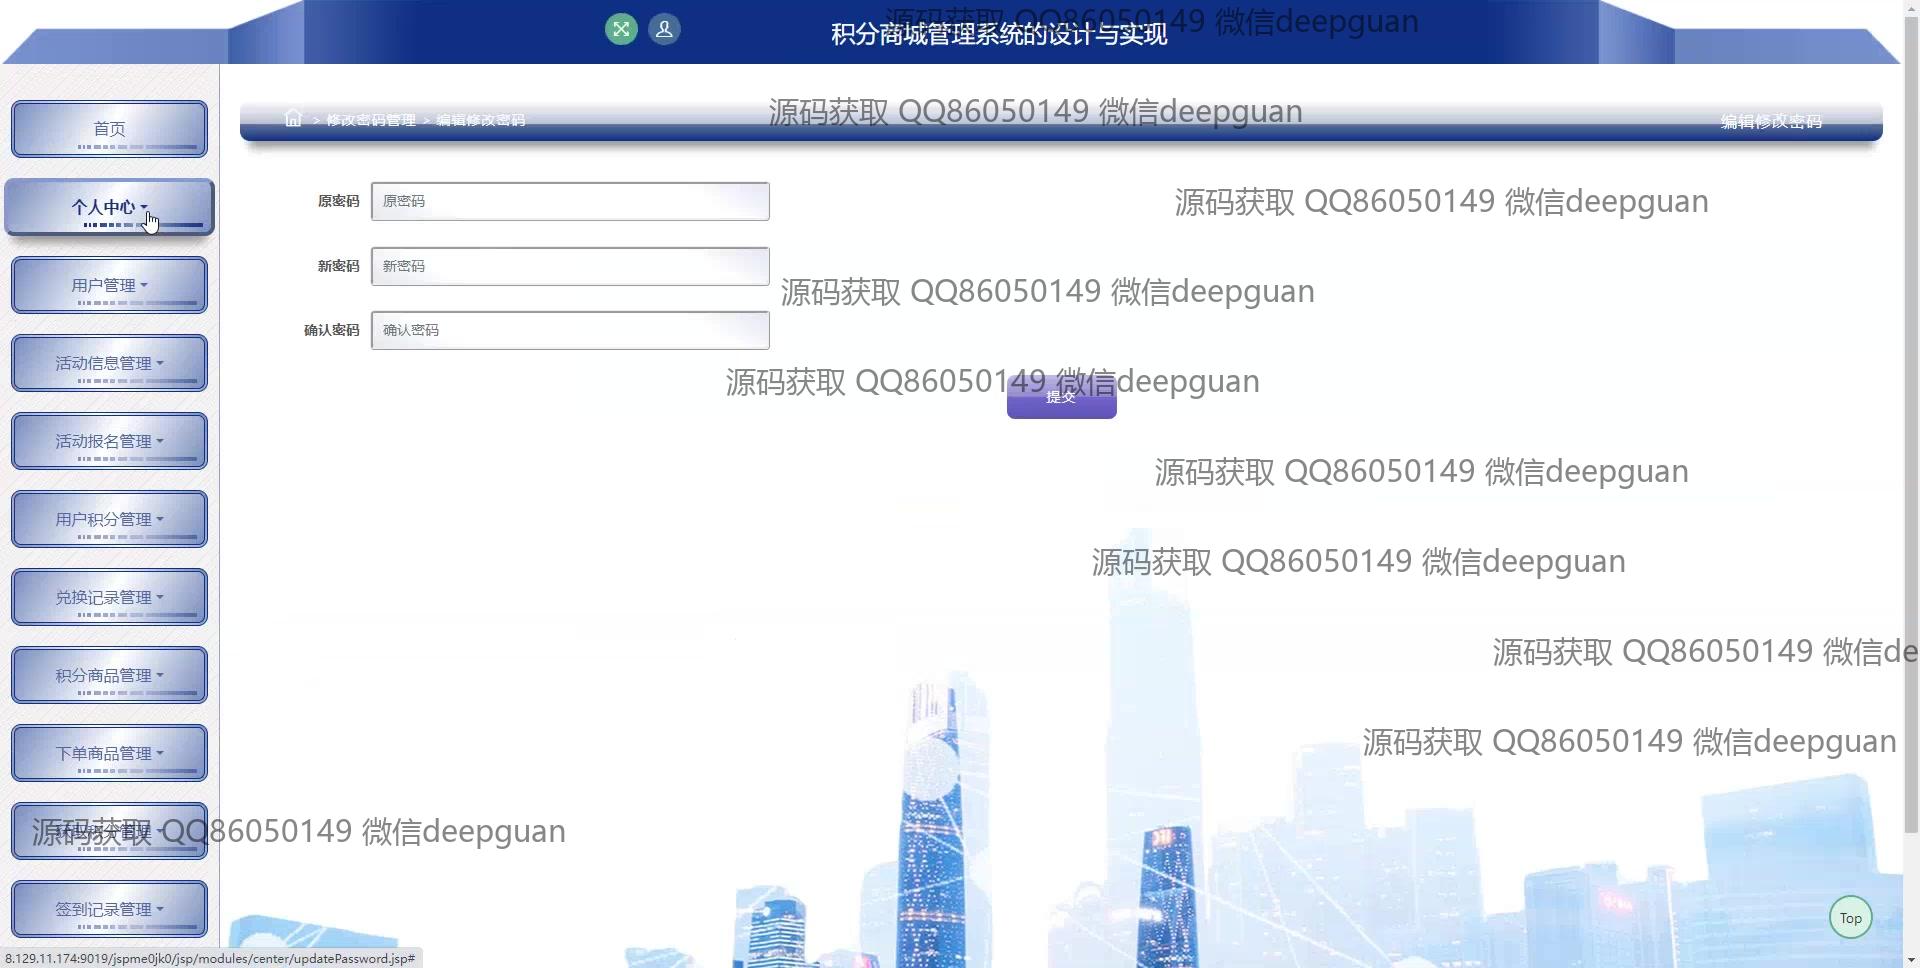 源码获取 QQ86050149 微信deepguan
积分商城管理系统的设计与实现
源码获取 QQ86050149 微信deepguan
> 修改密码管理 > 编辑修改密码
编辑修改密码
首页
个人中心
用户管理
活动信息管理
活动报名管理
用户积分管理
兑换记录管理
积分商品管理
下单商品管理
签到记录管理
原密码 原密码
源码获取 QQ86050149 微信deepguan
新密码 新密码
源码获取 QQ86050149 微信deepguan
确认密码 确认密码
源码获取 QQ86050149 微信deepguan
提交
源码获取 QQ86050149 微信deepguan
源码获取 QQ86050149 微信deepguan
源码获取 QQ86050149 微信de
源码获取 QQ86050149 微信deepguan
源码获取 QQ86050149 微信deepguan
Top
8.129.11.174:9019/jspme0jk0/jsp/modules/center/updatePassword.jsp#